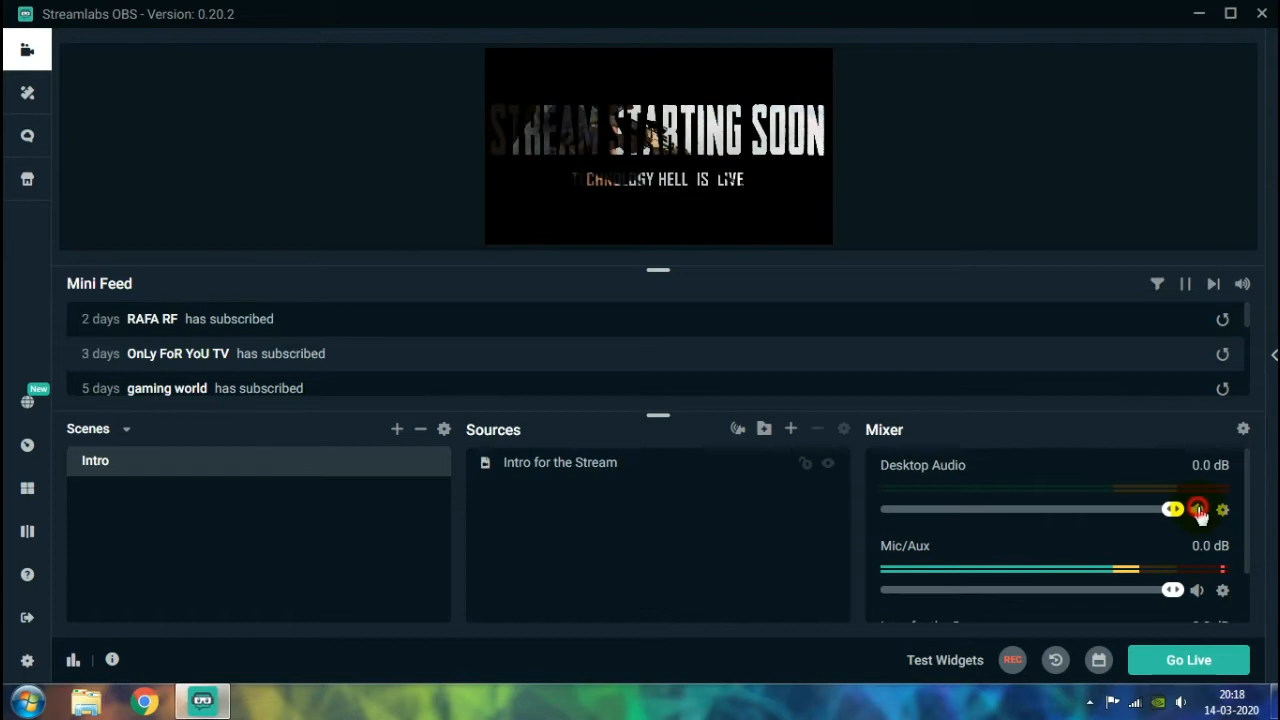 Streamlabs OBS - Version: 0.20.2
STREAM STARTING SOON
TECHNOLOGY HELL IS LIVE
Mini Feed
2 days RAFA RF has subscribed
3 days OnLy FoR YoU TV has subscribed
5 days gaming world has subscribed
New
Scenes
Sources
Mixer
Intro
Intro for the Stream
Desktop Audio 0.0 dB
Mic/Aux 0.0 dB
Test Widgets
REC
Go Live
20:18
14-03-2020